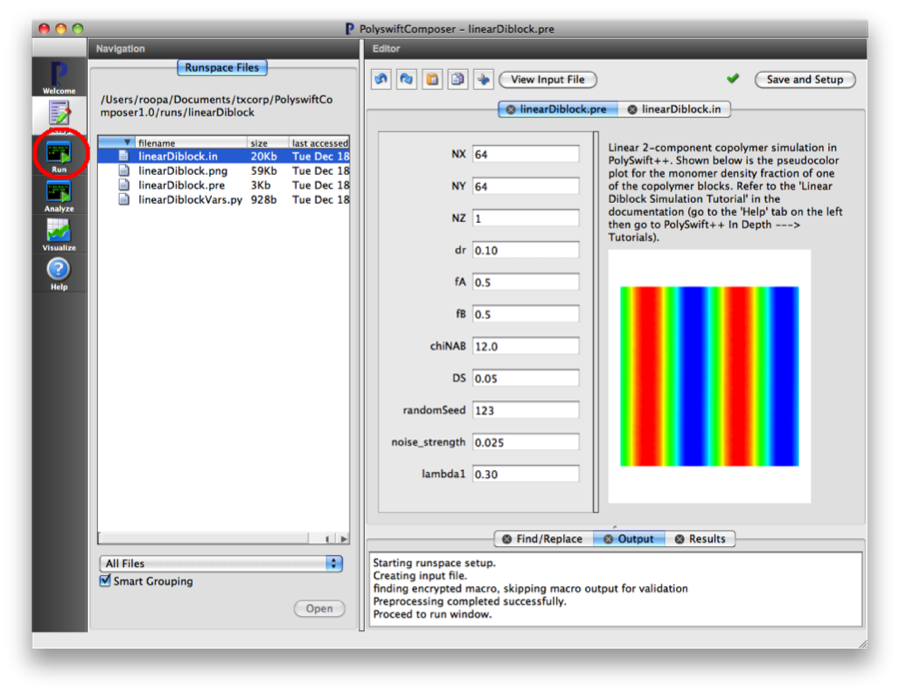 PolyswiftComposer - linearDiblock.pre
Navigation
Editor
Welcome
Run
Analyze
Visualize
Help
Runspace Files
/Users/roopa/Documents/txcorp/PolyswiftCo
mposer1.0/runs/linearDiblock
filename size last accessed
linearDiblock.in 20Kb Tue Dec 18
linearDiblock.png 59Kb Tue Dec 18
linearDiblock.pre 3Kb Tue Dec 18
linearDiblockVars.py 928b Tue Dec 18
All Files
Smart Grouping
Open
View Input File
Save and Setup
linearDiblock.pre
linearDiblock.in
NX 64
NY 64
NZ 1
dr 0.10
fA 0.5
fB 0.5
chiNAB 12.0
DS 0.05
randomSeed 123
noise_strength 0.025
lambda1 0.30
Linear 2-component copolymer simulation in
PolySwift++. Shown below is the pseudocolor
plot for the monomer density fraction of one
of the copolymer blocks. Refer to the 'Linear
Diblock Simulation Tutorial' in the
documentation (go to the 'Help' tab on the left
then go to PolySwift++ In Depth --->
Tutorials).
Find/Replace
Output
Results
Starting runspace setup.
Creating input file.
finding encrypted macro, skipping macro output for validation
Preprocessing completed successfully.
Proceed to run window.